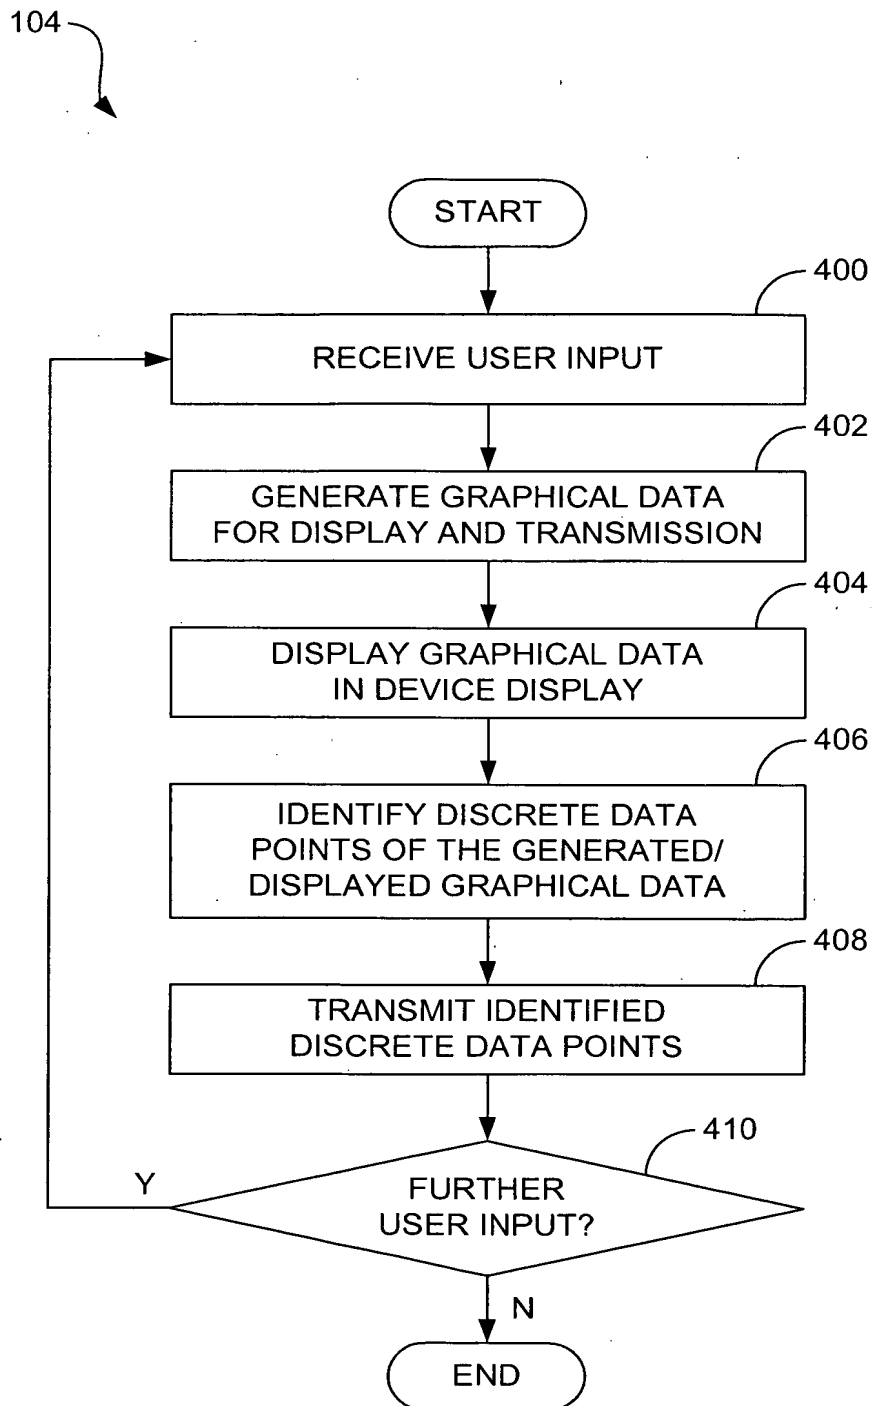 104
START
400
RECEIVE USER INPUT
402
GENERATE GRAPHICAL DATA
FOR DISPLAY AND TRANSMISSION
404
DISPLAY GRAPHICAL DATA
IN DEVICE DISPLAY
406
IDENTIFY DISCRETE DATA
POINTS OF THE GENERATED/
DISPLAYED GRAPHICAL DATA
408
TRANSMIT IDENTIFIED
DISCRETE DATA POINTS
410
FURTHER
USER INPUT?
Y
N
END